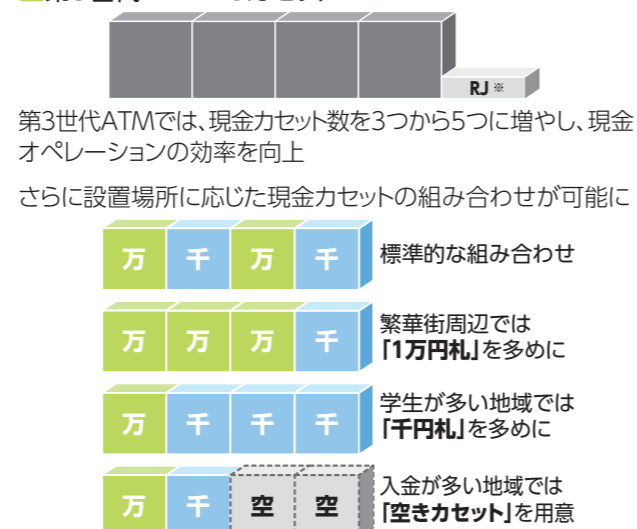 RJ ※
第3世代ATMでは、現金カセット数を3つから5つに増やし、現金
オペレーションの効率を向上
さらに設置場所に応じた現金カセットの組み合わせが可能に
万 千 万 千 標準的な組み合わせ
万 万 万 千 繁華街周辺では
「1万円札」を多めに
万 千 千 千 学生が多い地域では
「千円札」を多めに
万 千 空 空 入金が多い地域では
「空きカセット」を用意